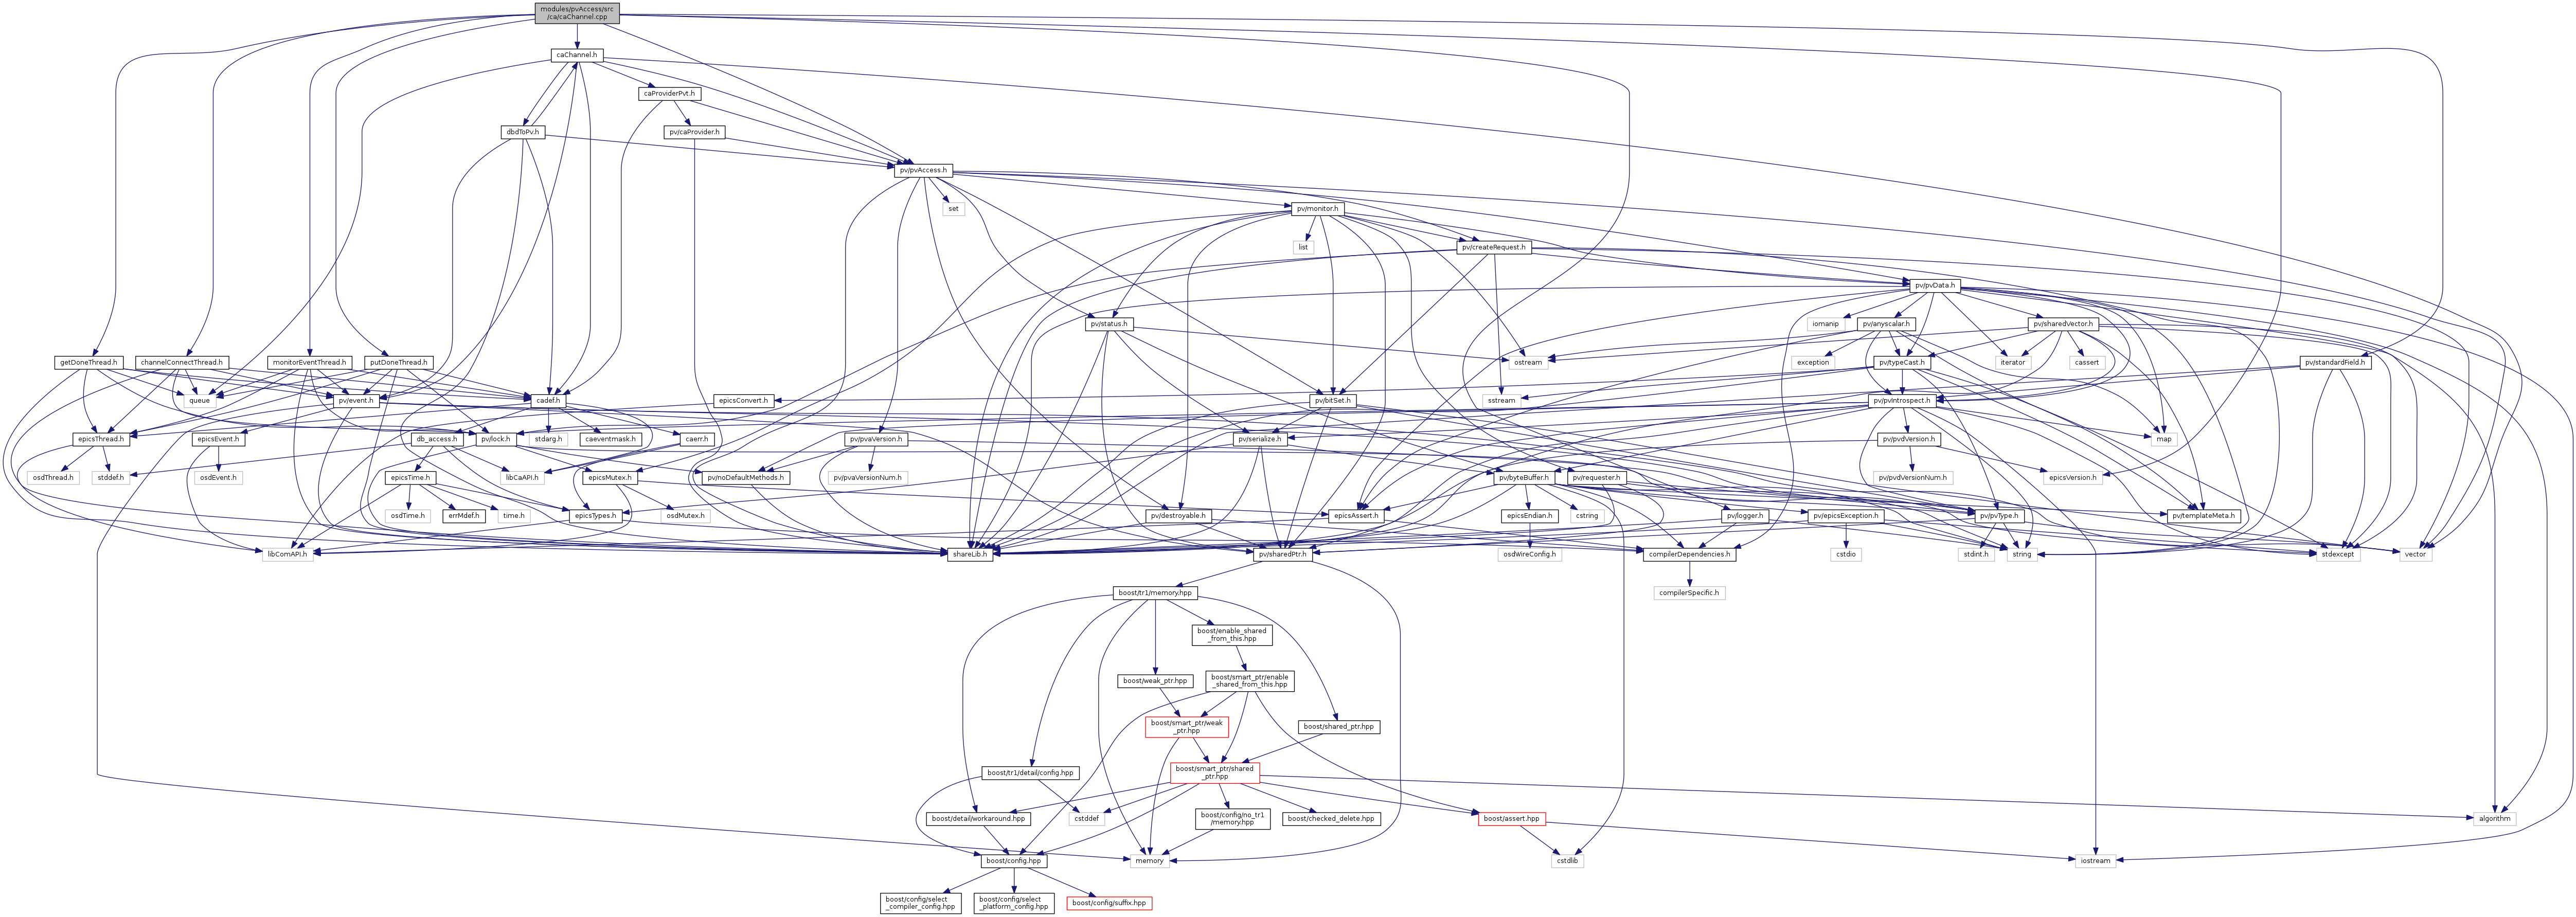 modules/pvAccess/src
/ca/caChannel.cpp
caChannel.h
caProviderPvt.h
dbdToPv.h
pv/caProvider.h
pv/pvAccess.h
set
pv/monitor.h
list
pv/createRequest.h
pv/pvData.h
pv/status.h
iomanip
pv/anyscalar.h
pv/sharedVector.h
getDoneThread.h
channelConnectThread.h
monitorEventThread.h
putDoneThread.h
ostream
exception
pv/typeCast.h
iterator
cassert
pv/standardField.h
queue
pv/event.h
cadef.h
epicsConvert.h
pv/bitSet.h
sstream
pv/pvIntrospect.h
epicsThread.h
epicsEvent.h
db_access.h
pv/lock.h
stdarg.h
caeventmask.h
caerr.h
pv/pvaVersion.h
pv/serialize.h
pv/pvdVersion.h
map
osdThread.h
stddef.h
osdEvent.h
epicsTime.h
libCaAPI.h
epicsMutex.h
pv/noDefaultMethods.h
pv/pvaVersionNum.h
pv/byteBuffer.h
pv/requester.h
pv/pvdVersionNum.h
epicsVersion.h
osdTime.h
errMdef.h
time.h
epicsTypes.h
osdMutex.h
pv/destroyable.h
epicsAssert.h
epicsEndian.h
cstring
pv/logger.h
pv/epicsException.h
pv/pvType.h
pv/templateMeta.h
libComAPI.h
shareLib.h
pv/sharedPtr.h
osdWireConfig.h
compilerDependencies.h
cstdio
stdint.h
string
stdexcept
vector
boost/tr1/memory.hpp
compilerSpecific.h
boost/enable_shared
_from_this.hpp
boost/weak_ptr.hpp
boost/smart_ptr/enable
_shared_from_this.hpp
boost/smart_ptr/weak
_ptr.hpp
boost/shared_ptr.hpp
boost/tr1/detail/config.hpp
boost/smart_ptr/shared
_ptr.hpp
boost/detail/workaround.hpp
cstddef
boost/config/no_tr1
/memory.hpp
boost/checked_delete.hpp
boost/assert.hpp
algorithm
boost/config.hpp
memory
cstdlib
iostream
boost/config/select
_compiler_config.hpp
boost/config/select
_platform_config.hpp
boost/config/suffix.hpp